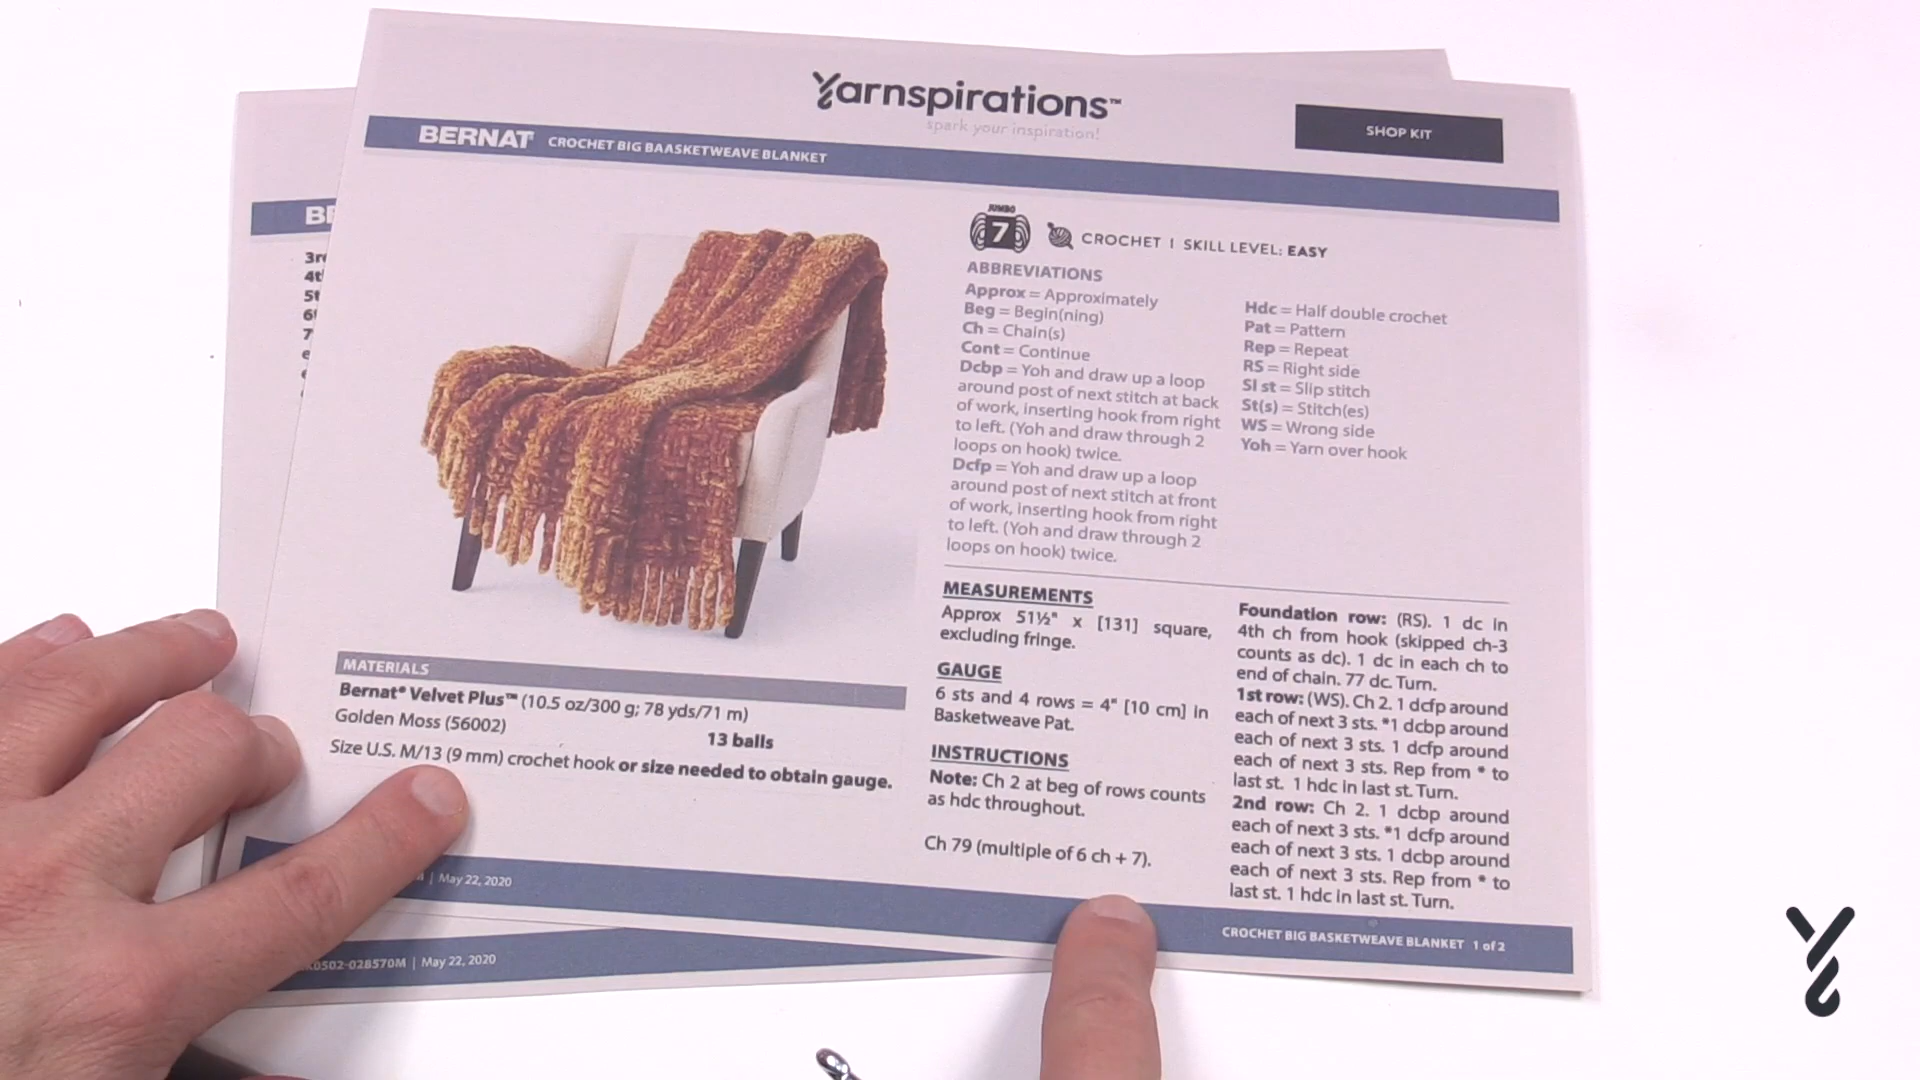 Yarnspirations™
spark your inspiration!
SHOP KIT
BERNAT CROCHET BIG BAASKETWEAVE BLANKET
JUMBO
7
CROCHET | SKILL LEVEL: EASY
ABBREVIATIONS
Approx = Approximately
Beg = Begin(ning)
Ch = Chain(s)
Cont = Continue
Dcbp = Yoh and draw up a loop
around post of next stitch at back
of work, inserting hook from right
to left. (Yoh and draw through 2
loops on hook) twice.
Dcfp = Yoh and draw up a loop
around post of next stitch at front
of work, inserting hook from right
to left. (Yoh and draw through 2
loops on hook) twice.
Hdc = Half double crochet
Pat = Pattern
Rep = Repeat
RS = Right side
Sl st = Slip stitch
St(s) = Stitch(es)
WS = Wrong side
Yoh = Yarn over hook
MATERIALS
Bernat® Velvet Plus™ (10.5 oz/300 g; 78 yds/71 m)
Golden Moss (56002)
13 balls
Size U.S. M/13 (9 mm) crochet hook or size needed to obtain gauge.
MEASUREMENTS
Approx 51½" x [131] square,
excluding fringe.
GAUGE
6 sts and 4 rows = 4" [10 cm] in
Basketweave Pat.
INSTRUCTIONS
Note: Ch 2 at beg of rows counts
as hdc throughout.
Ch 79 (multiple of 6 ch + 7).
Foundation row: (RS). 1 dc in
4th ch from hook (skipped ch-3
counts as dc). 1 dc in each ch to
end of chain. 77 dc. Turn.
1st row: (WS). Ch 2. 1 dcfp around
each of next 3 sts. *1 dcbp around
each of next 3 sts. 1 dcfp around
each of next 3 sts. Rep from * to
last st. 1 hdc in last st. Turn.
2nd row: Ch 2. 1 dcbp around
each of next 3 sts. *1 dcfp around
each of next 3 sts. 1 dcbp around
each of next 3 sts. Rep from * to
last st. 1 hdc in last st. Turn.
| May 22, 2020
CROCHET BIG BASKETWEAVE BLANKET 1 of 2
0502-028570M | May 22, 2020